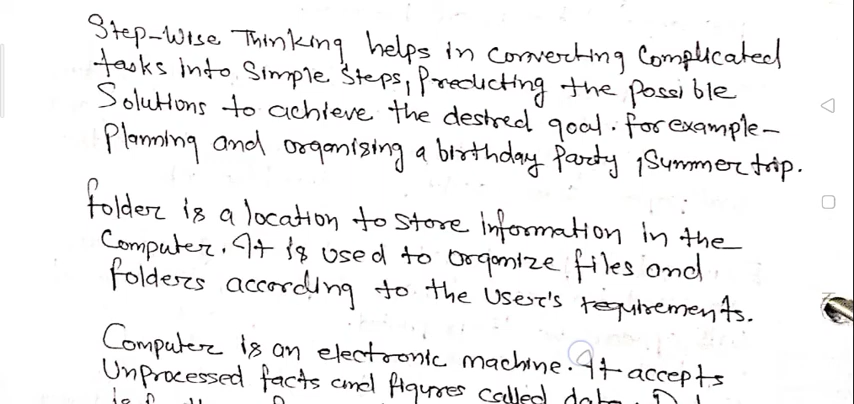 Step-Wise Thinking helps in converting Complicated
tasks into Simple Steps, Predicting the possible
Solutions to achieve the desired goal. for example-
Planning and organising a birthday Party, Summer trip.
folder is a location to store information in the
Computer. It is used to organize files and
folders according to the User's requirements.
Computer is an electronic machine. It accepts
Unprocessed facts and figures called data.